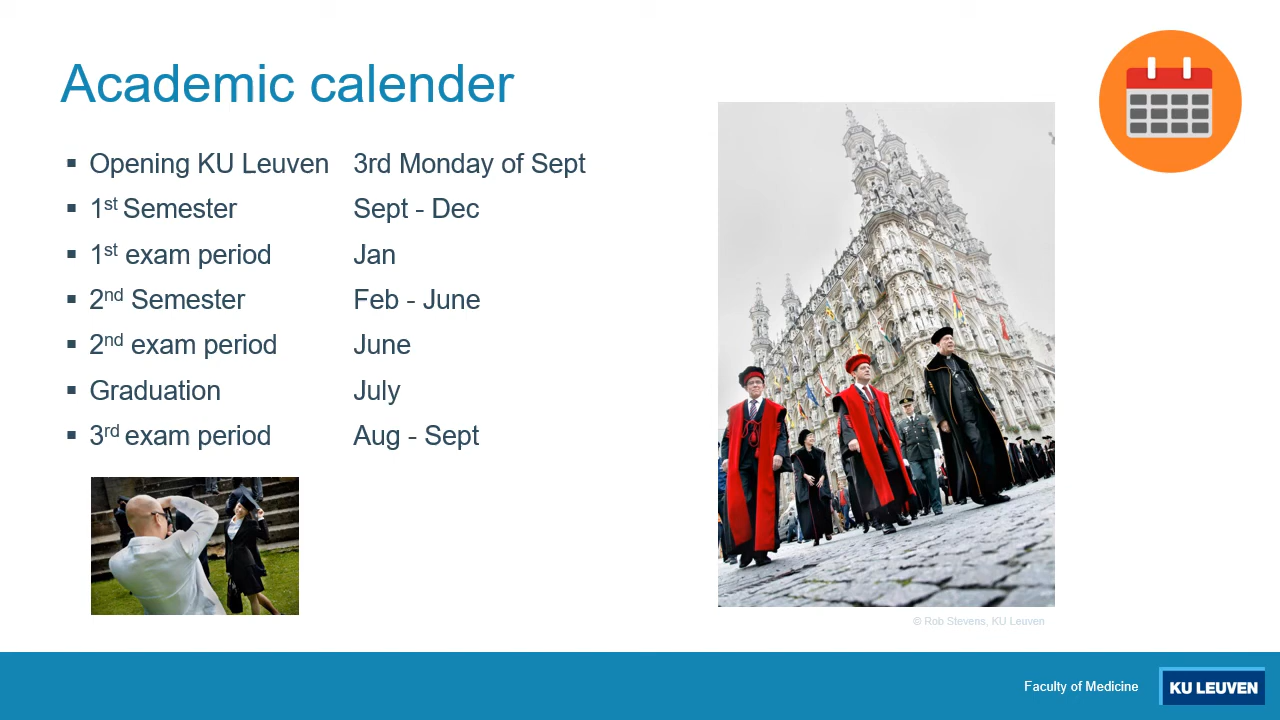 Academic calender
▪ Opening KU Leuven 3rd Monday of Sept
▪ 1st Semester Sept - Dec
▪ 1st exam period Jan
▪ 2nd Semester Feb - June
▪ 2nd exam period June
▪ Graduation July
▪ 3rd exam period Aug - Sept
© Rob Stevens, KU Leuven
Faculty of Medicine
KU LEUVEN